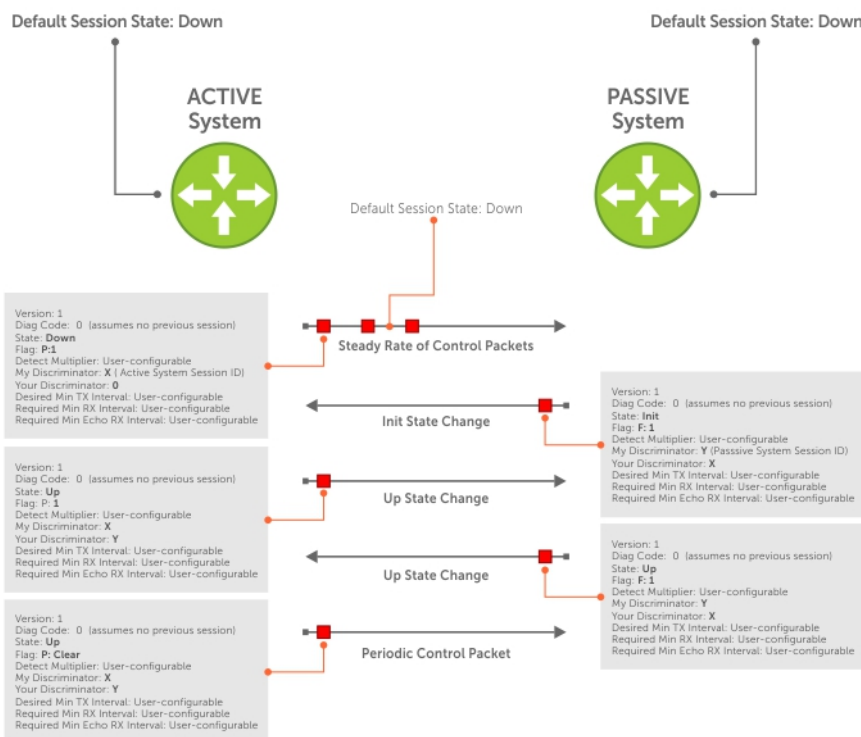 Default Session State: Down
Default Session State: Down
ACTIVE
System
PASSIVE
System
Default Session State: Down
Version: 1
Diag Code: 0 (assumes no previous session)
State: Down
Flag: P:1
Detect Multiplier: User-configurable
My Discriminator: X ( Active System Session ID)
Your Discriminator: 0
Desired Min TX Interval: User-configurable
Required Min RX Interval: User-configurable
Required Min Echo RX Interval: User-configurable
Steady Rate of Control Packets
Version: 1
Diag Code: 0 (assumes no previous session)
State: Init
Flag: F: 1
Detect Multiplier: User-configurable
My Discriminator: Y (Passsive System Session ID)
Your Discriminator: X
Desired Min TX Interval: User-configurable
Required Min RX Interval: User-configurable
Required Min Echo RX Interval: User-configurable
Init State Change
Version: 1
Diag Code: 0 (assumes no previous session)
State: Up
Flag: P: 1
Detect Multiplier: User-configurable
My Discriminator: X
Your Discriminator: Y
Desired Min TX Interval: User-configurable
Required Min RX Interval: User-configurable
Required Min Echo RX Interval: User-configurable
Up State Change
Version: 1
Diag Code: 0 (assumes no previous session)
State: Up
Flag: F: 1
Detect Multiplier: User-configurable
My Discriminator: Y
Your Discriminator: X
Desired Min TX Interval: User-configurable
Required Min RX Interval: User-configurable
Required Min Echo RX Interval: User-configurable
Up State Change
Version: 1
Diag Code: 0 (assumes no previous session)
State: Up
Flag: P: Clear
Detect Multiplier: User-configurable
My Discriminator: X
Your Discriminator: Y
Desired Min TX Interval: User-configurable
Required Min RX Interval: User-configurable
Required Min Echo RX Interval: User-configurable
Periodic Control Packet